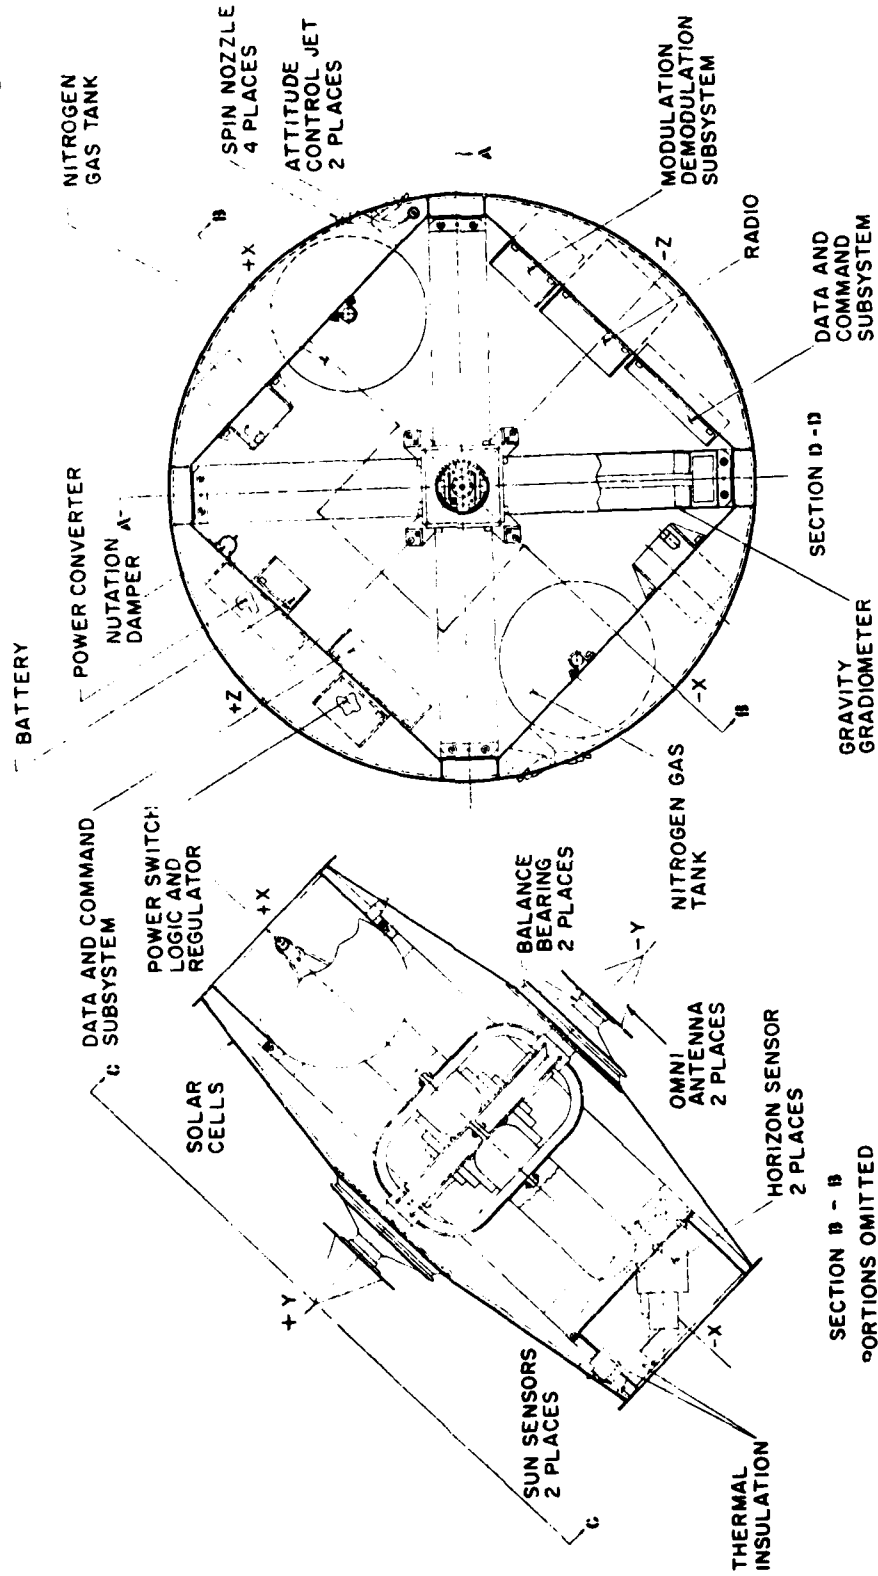 NITROGEN
GAS TANK
SPIN NOZZLE
4 PLACES
ATTITUDE
CONTROL JET
2 PLACES
A
MODULATION
DEMODULATION
SUBSYSTEM
B
+X
-Z
RADIO
DATA AND
COMMAND
SUBSYSTEM
BATTERY
POWER CONVERTER
NUTATION
DAMPER
A
+Z
SECTION D-D
-X
B
GRAVITY
GRADIOMETER
DATA AND COMMAND
SUBSYSTEM
POWER SWITCH
LOGIC AND
REGULATOR
NITROGEN GAS
TANK
C
+X
SOLAR
CELLS
BALANCE
BEARING
2 PLACES
-Y
OMNI
ANTENNA
2 PLACES
HORIZON SENSOR
2 PLACES
+Y
-X
SUN SENSORS
2 PLACES
C
THERMAL
INSULATION
SECTION B - B
PORTIONS OMITTED